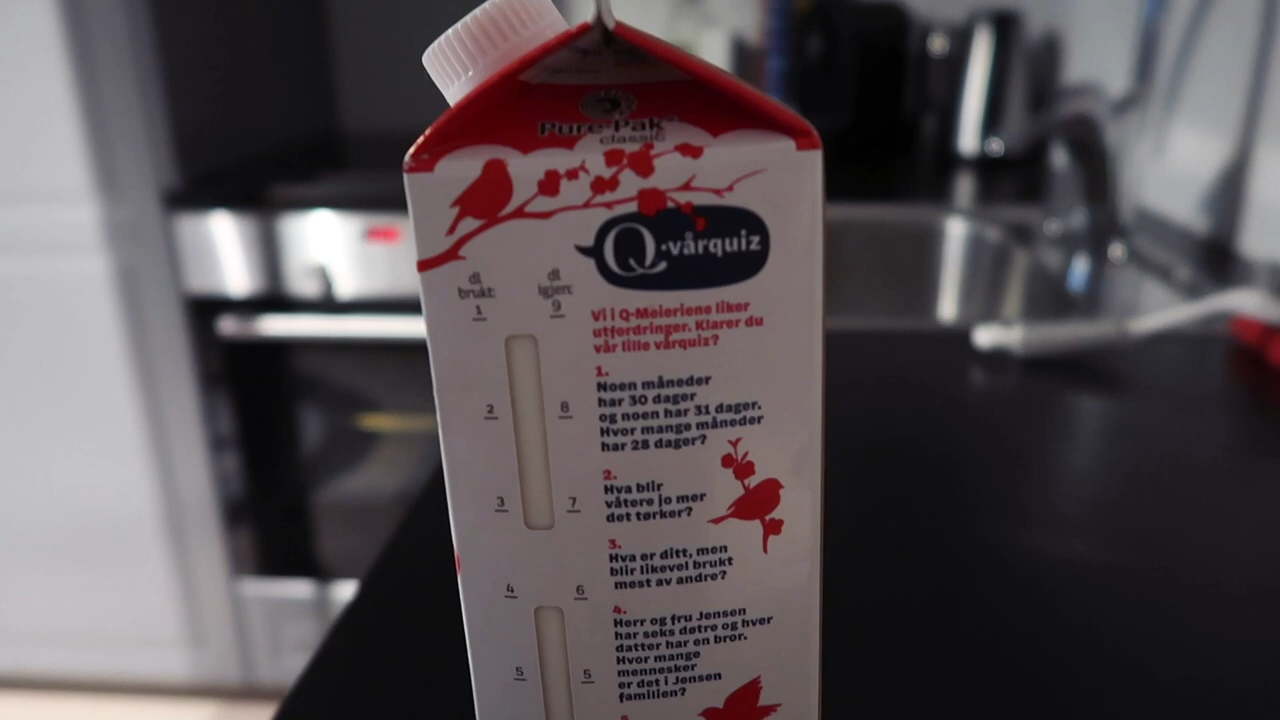 Pure-Pak
classic
Q·vårquiz
dl
brukt:
dl
igjen:
1
9
2
8
3
7
4
6
5
5
Vi i Q-Meieriene liker
utfordringer. Klarer du
vår lille vårquiz?
1.
Noen måneder
har 30 dager
og noen har 31 dager.
Hvor mange måneder
har 28 dager?
2.
Hva blir
våtere jo mer
det tørker?
3.
Hva er ditt, men
blir likevel brukt
mest av andre?
4.
Herr og fru Jensen
har seks døtre og hver
datter har en bror.
Hvor mange
mennesker
er det i Jensen
familien?